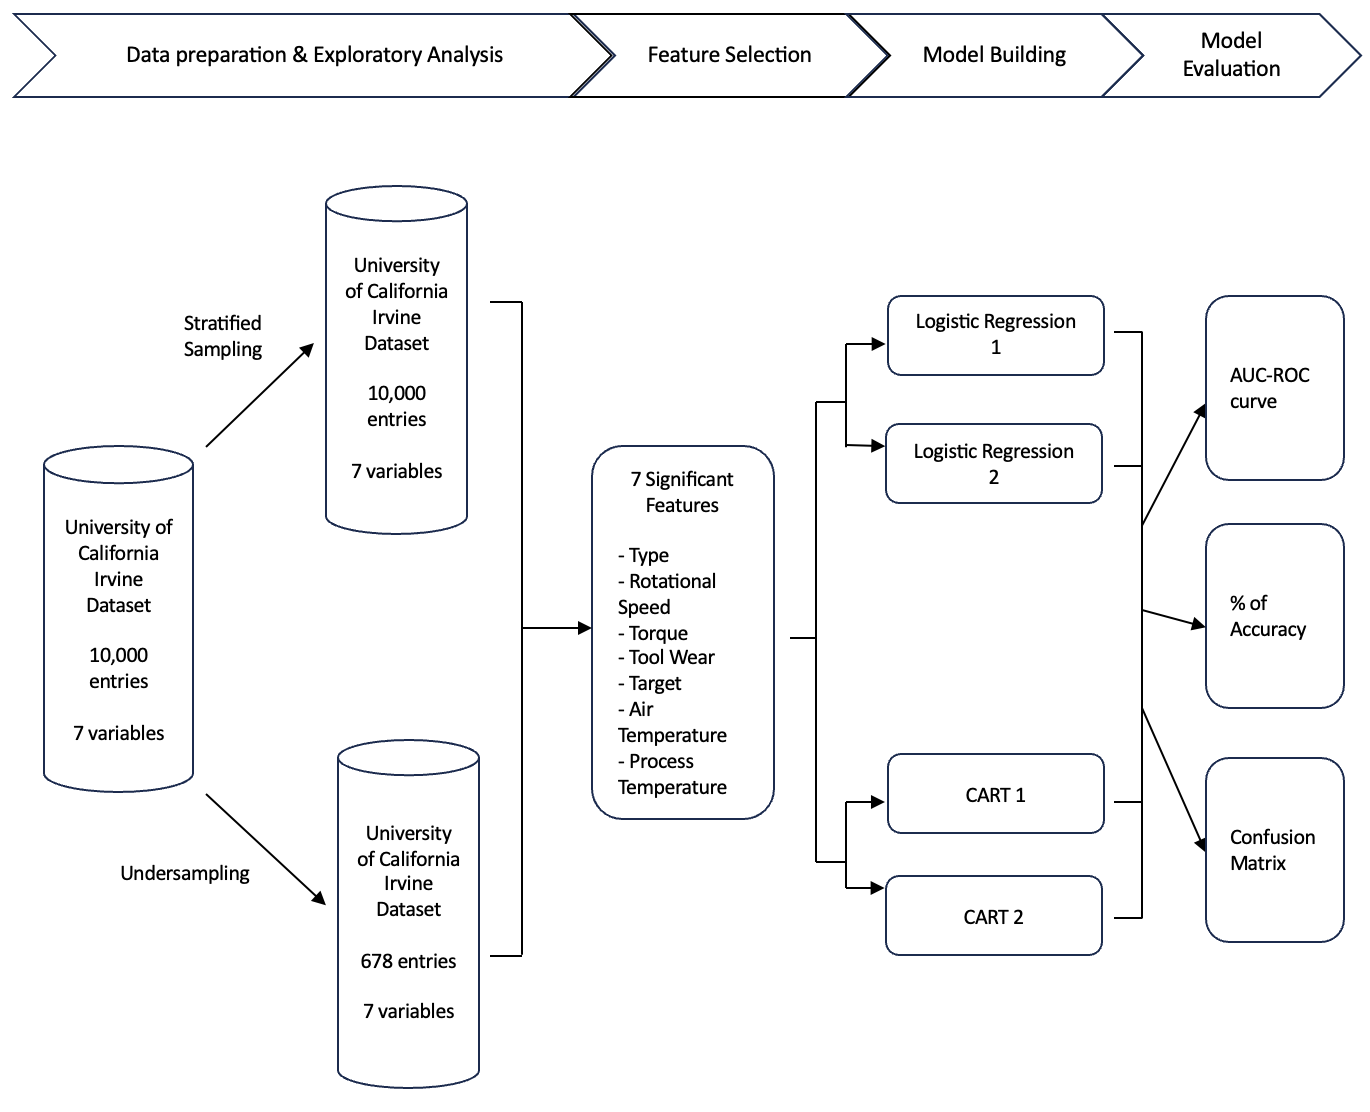 Data preparation & Exploratory Analysis
Feature Selection
Model Building
Model
Evaluation
Stratified
Sampling
University
of California
Irvine
Dataset
10,000
entries
7 variables
University of
California
Irvine
Dataset
10,000
entries
7 variables
Undersampling
University
of California
Irvine
Dataset
678 entries
7 variables
7 Significant
Features
- Type
- Rotational
Speed
- Torque
- Tool Wear
- Target
- Air
Temperature
- Process
Temperature
Logistic Regression
1
Logistic Regression
2
CART 1
CART 2
AUC-ROC
curve
% of
Accuracy
Confusion
Matrix